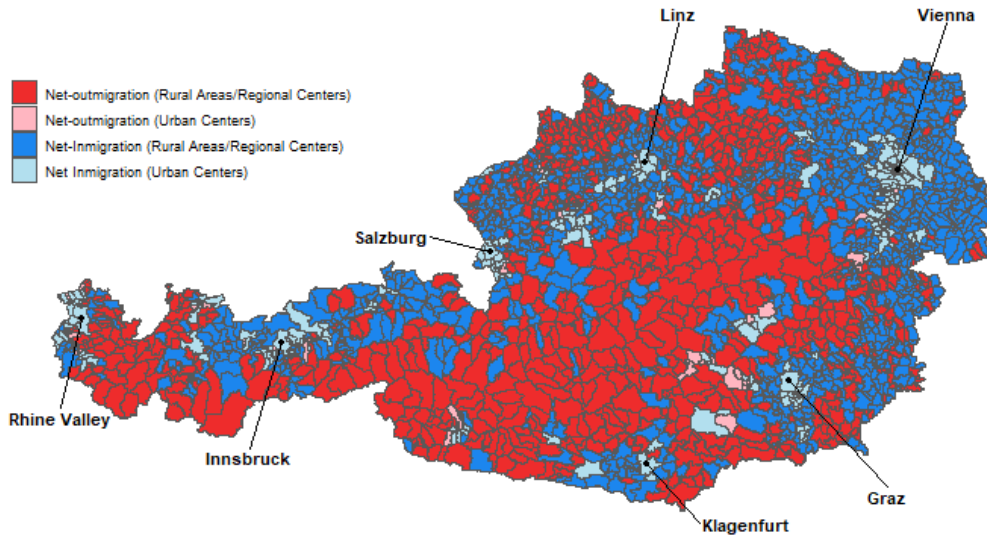 Linz
Vienna
Net-outmigration (Rural Areas/Regional Centers)
Net-outmigration (Urban Centers)
Net-Inmigration (Rural Areas/Regional Centers)
Net Inmigration (Urban Centers)
Salzburg
Rhine Valley
Innsbruck
Graz
Klagenfurt